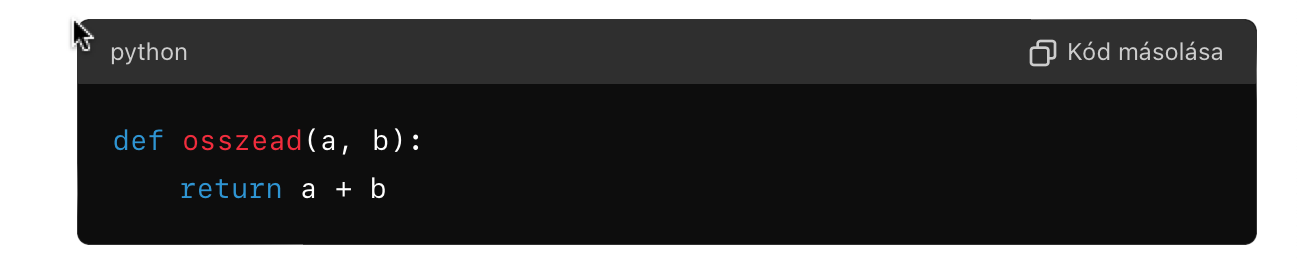 python
Kód másolása
def osszead(a, b):
    return a + b